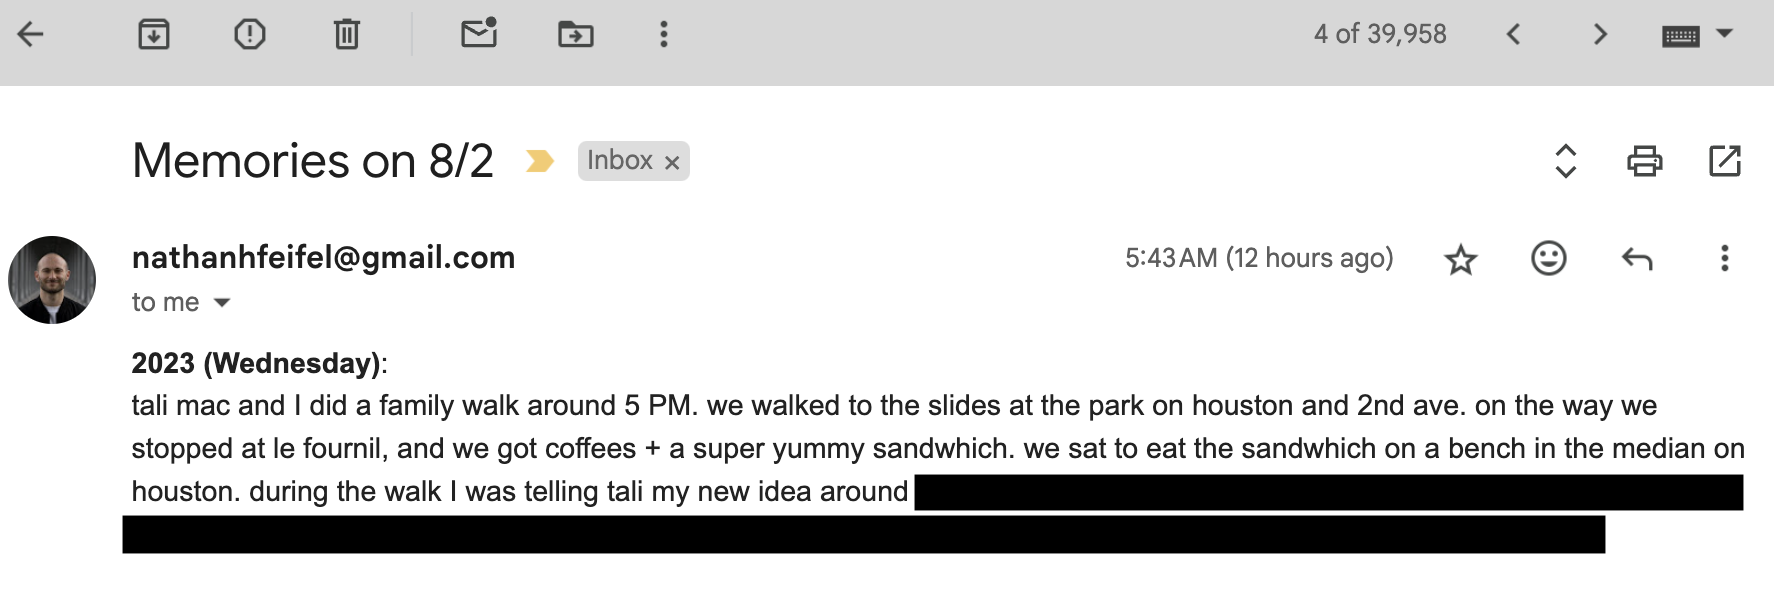 4 of 39,958
Memories on 8/2 Inbox ×
nathanhfeifel@gmail.com 5:43 AM (12 hours ago)
to me
2023 (Wednesday):
tali mac and I did a family walk around 5 PM. we walked to the slides at the park on houston and 2nd ave. on the way we
stopped at le fournil, and we got coffees + a super yummy sandwhich. we sat to eat the sandwhich on a bench in the median on
houston. during the walk I was telling tali my new idea around